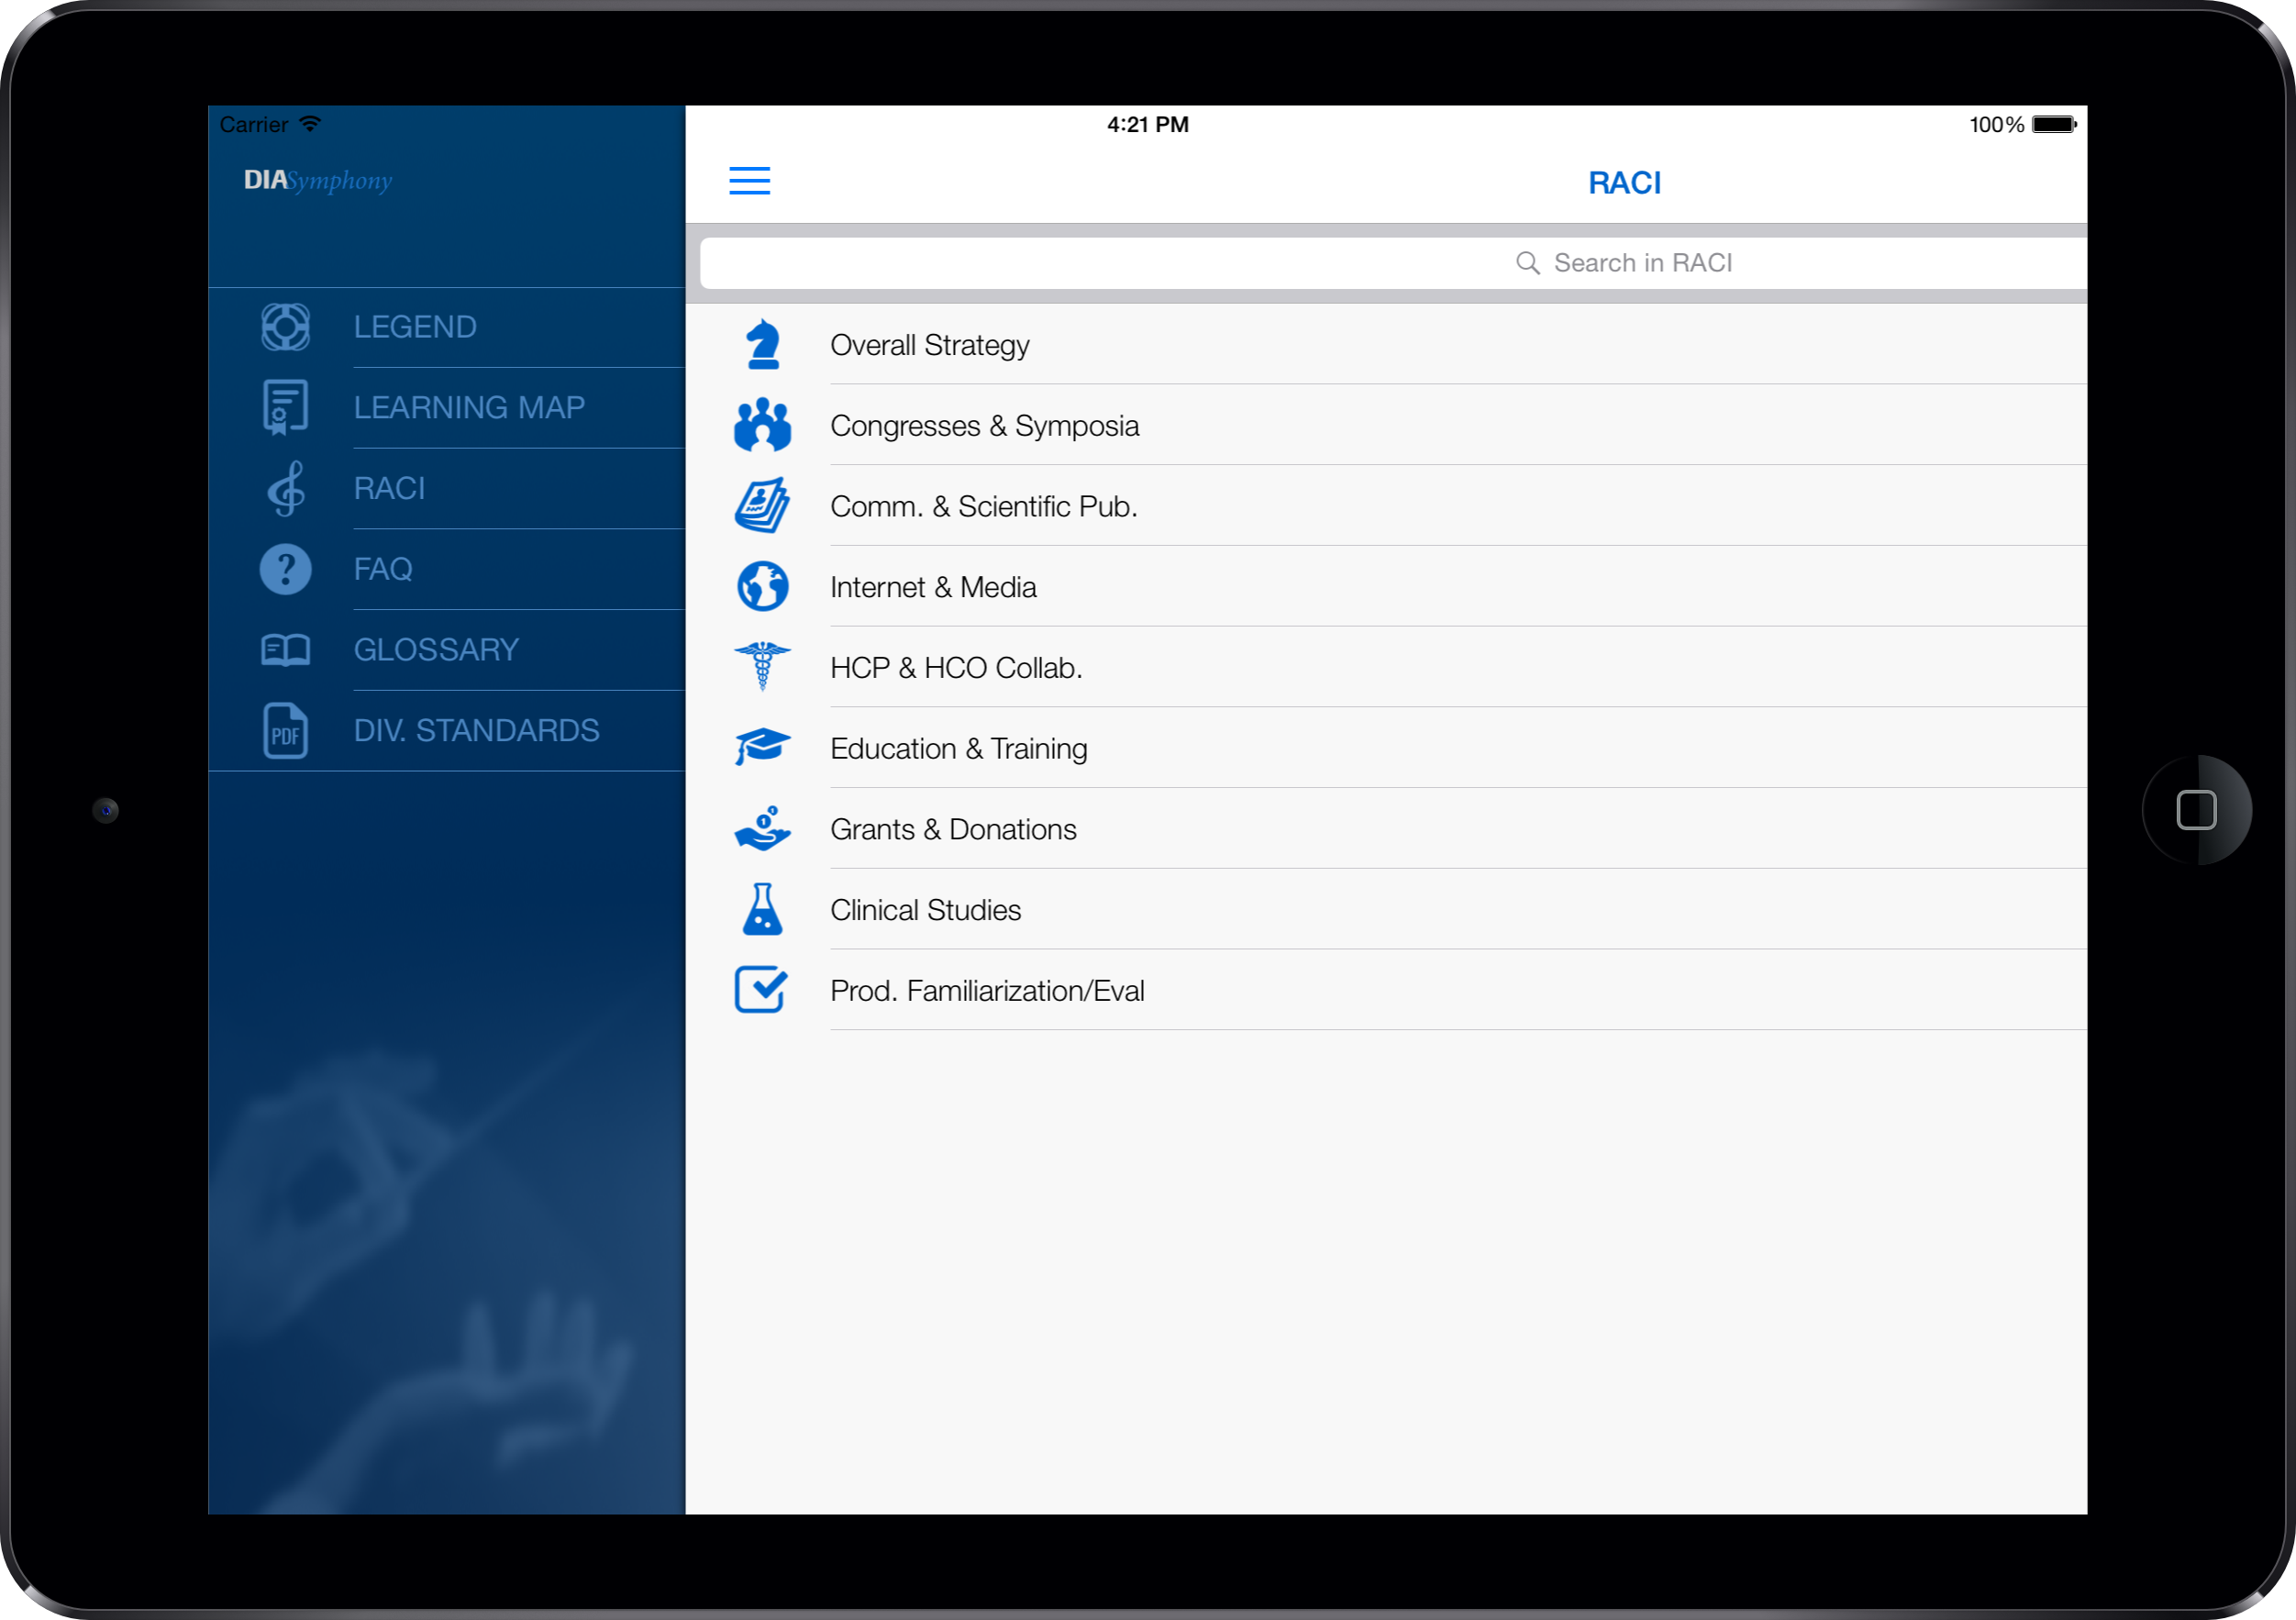 Carrier
4:21 PM
100%
DIASymphony
RACI
Search in RACI
LEGEND
LEARNING MAP
RACI
FAQ
GLOSSARY
PDF
DIV. STANDARDS
Overall Strategy
Congresses & Symposia
Comm. & Scientific Pub.
Internet & Media
HCP & HCO Collab.
Education & Training
Grants & Donations
Clinical Studies
Prod. Familiarization/Eval